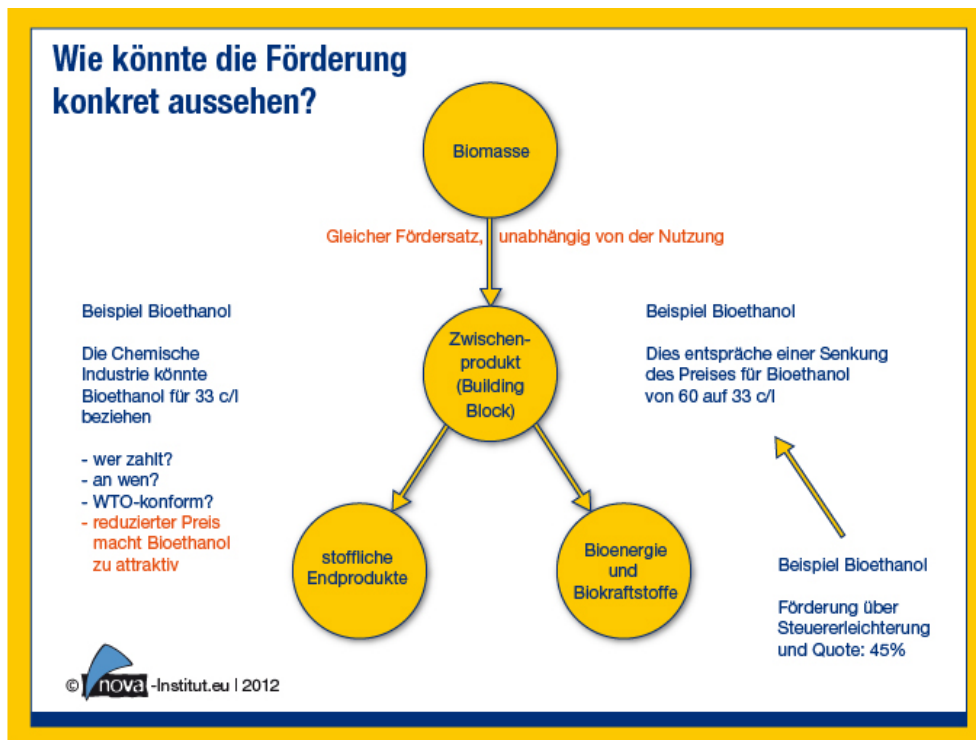 Wie könnte die Förderung
konkret aussehen?
Biomasse
Gleicher Fördersatz, unabhängig von der Nutzung
Beispiel Bioethanol
Die Chemische
Industrie könnte
Bioethanol für 33 c/l
beziehen
- wer zahlt?
- an wen?
- WTO-konform?
- reduzierter Preis
macht Bioethanol
zu attraktiv
Zwischen-
produkt
(Building
Block)
Beispiel Bioethanol
Dies entspräche einer Senkung
des Preises für Bioethanol
von 60 auf 33 c/l
stoffliche
Endprodukte
Bioenergie
und
Biokraftstoffe
Beispiel Bioethanol
Förderung über
Steuererleichterung
und Quote: 45%
© nova-Institut.eu | 2012